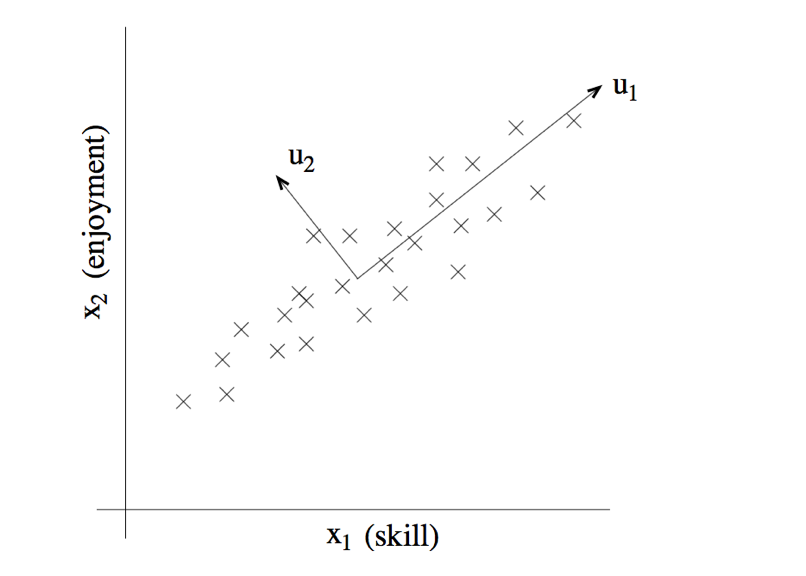 u₁
u₂
x₂ (enjoyment)
x₁ (skill)